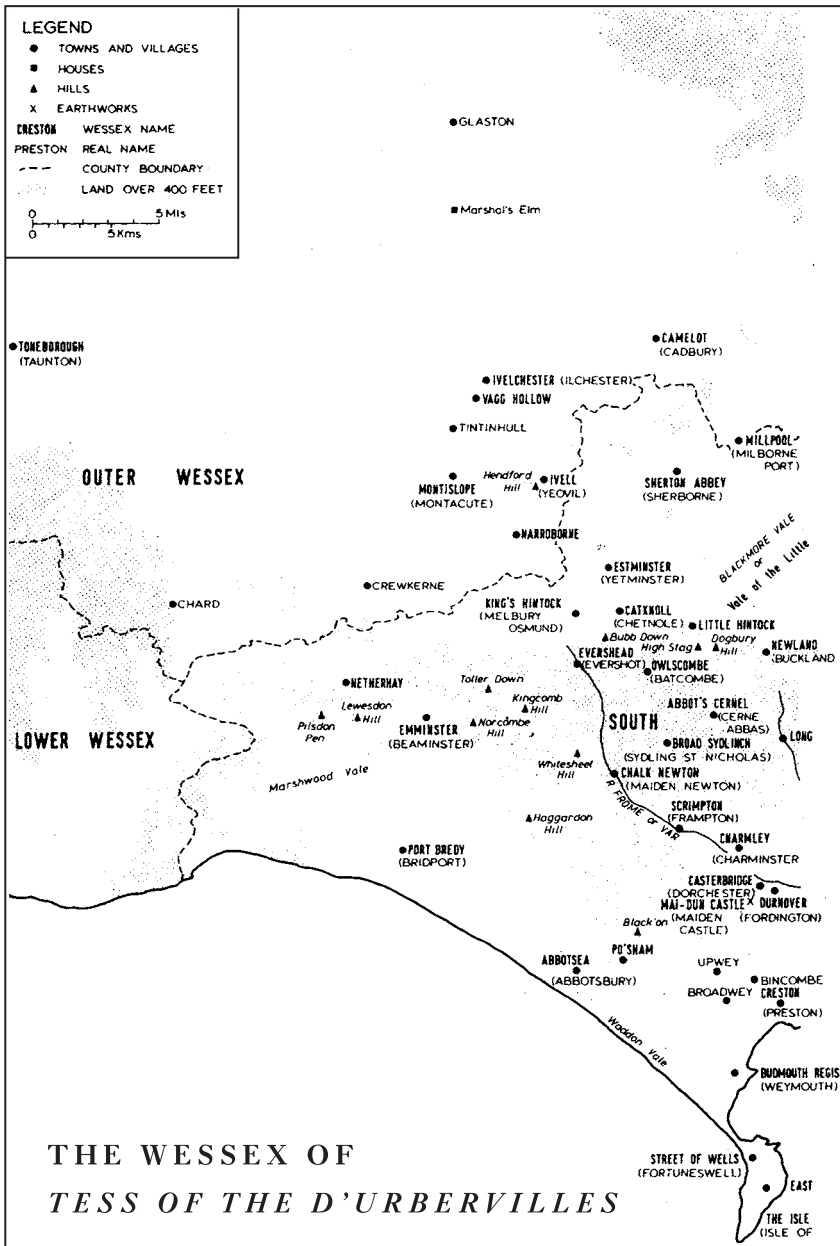 LEGEND
TOWNS AND VILLAGES
HOUSES
HILLS
X EARTHWORKS
CRESTON WESSEX NAME
PRESTON REAL NAME
COUNTY BOUNDARY
LAND OVER 400 FEET
0 5 Mls
0 5 Kms
GLASTON
Marshal's Elm
TONEBOROUGH
(TAUNTON)
CAMELOT
(CADBURY)
IVELCHESTER (ILCHESTER)
VAGG HOLLOW
TINTINHULL
MILLPOOL
(MILBORNE
PORT)
OUTER WESSEX
MONTISLOPE
(MONTACUTE)
Hendford
Hill
IVELL
(YEOVIL)
SHERTON ABBEY
(SHERBORNE)
NARROBORNE
BLACKMORE VALE
or
Vale of the Little
ESTMINSTER
(YETMINSTER)
CREWKERNE
CHARD
KING'S HINTOCK
(MELBURY
OSMUND)
CATKNOLL
(CHETNOLE)
LITTLE HINTOCK
Bubb Down
High Stag
Dogbury
Hill
NEWLAND
(BUCKLAND
EVERSHEAD
(EVERSHOT)
OWLSCOMBE
(BATCOMBE)
NETHERHAY
Toller Down
Lewesdon
Hill
Pilsdon
Pen
EMMINSTER
(BEAMINSTER)
Kingcomb
Hill
Norcombe
Hill
SOUTH
ABBOT'S CERNEL
(CERNE
ABBAS)
LOWER WESSEX
BROAD SYDLINCH
(SYDLING ST NICHOLAS)
LONG
Whitesheet
Hill
Marshwood Vale
CHALK NEWTON
(MAIDEN NEWTON)
R FROME or VAR
Haggardon
Hill
SCRIMPTON
(FRAMPTON)
CHARMLEY
(CHARMINSTER
PORT BREDY
(BRIDPORT)
CASTERBRIDGE
(DORCHESTER)
MAI-DUN CASTLE X DURNOVER
(MAIDEN
CASTLE)
(FORDINGTON)
Black'on
PO'SHAM
ABBOTSEA
(ABBOTSBURY)
UPWEY
BINCOMBE
BROADWEY
CRESTON
(PRESTON)
Waddon Vale
BUDMOUTH REGIS
(WEYMOUTH)
STREET OF WELLS
(FORTUNESWELL)
EAST
THE ISLE
(ISLE OF
THE WESSEX OF
TESS OF THE D'URBERVILLES